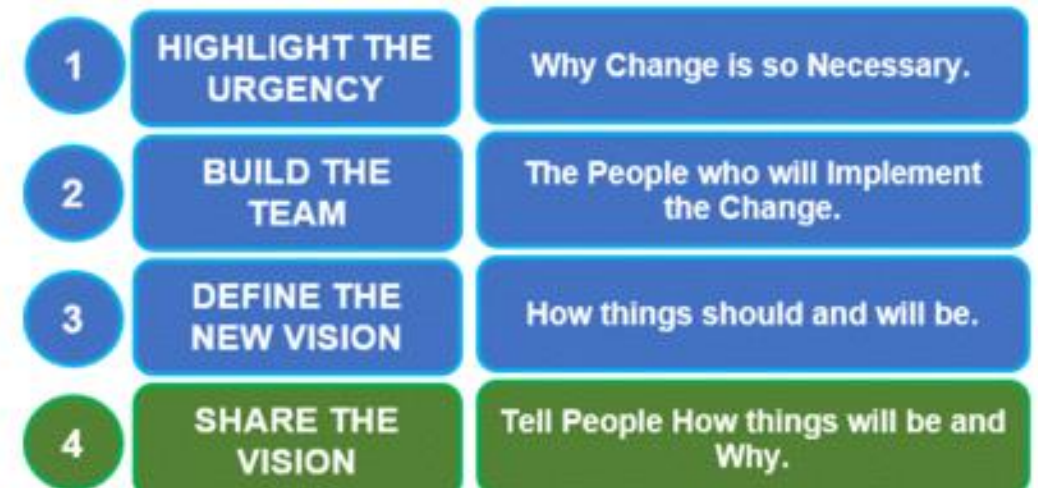 1
HIGHLIGHT THE
URGENCY
Why Change is so Necessary.
2
BUILD THE
TEAM
The People who will Implement
the Change.
3
DEFINE THE
NEW VISION
How things should and will be.
4
SHARE THE
VISION
Tell People How things will be and
Why.